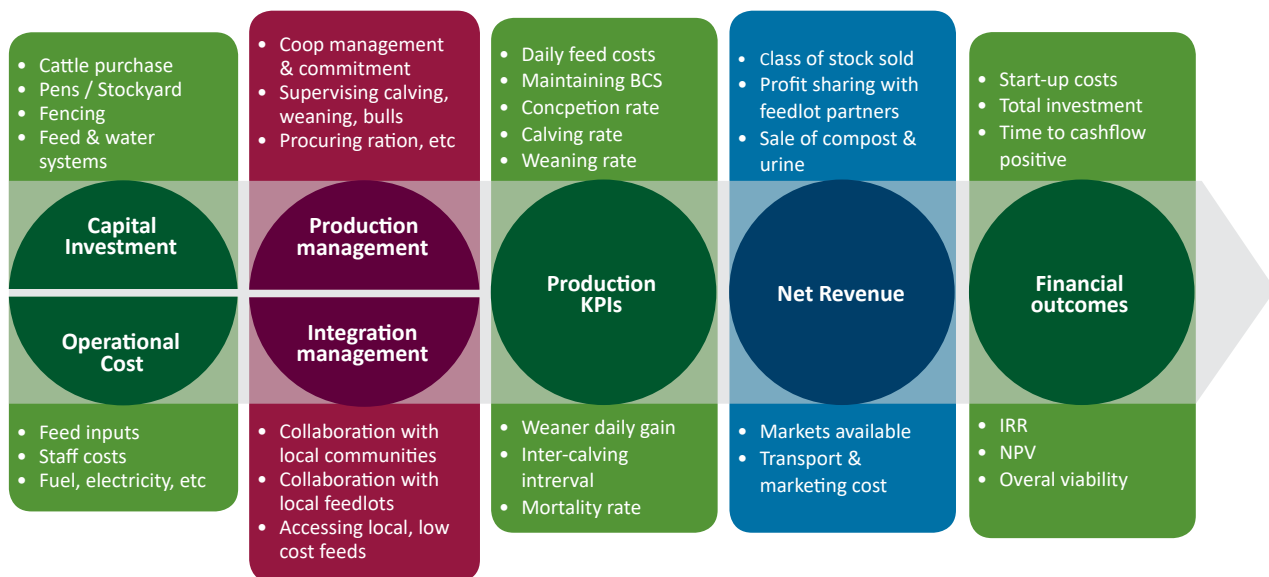 • Cattle purchase
• Pens / Stockyard
• Fencing
• Feed & water
systems
Capital
Investment
Operational
Cost
• Feed inputs
• Staff costs
• Fuel, electricity, etc
• Coop management
& commitment
• Supervising calving,
weaning, bulls
• Procuring ration, etc
Production
management
Integration
management
• Collaboration with
local communities
• Collaboration with
local feedlots
• Accessing local, low
cost feeds
• Daily feed costs
• Maintaining BCS
• Concpetion rate
• Calving rate
• Weaning rate
Production
KPIs
• Weaner daily gain
• Inter-calving
intrerval
• Mortality rate
• Class of stock sold
• Profit sharing with
feedlot partners
• Sale of compost &
urine
Net Revenue
• Markets available
• Transport &
marketing cost
• Start-up costs
• Total investment
• Time to cashflow
positive
Financial
outcomes
• IRR
• NPV
• Overal viability